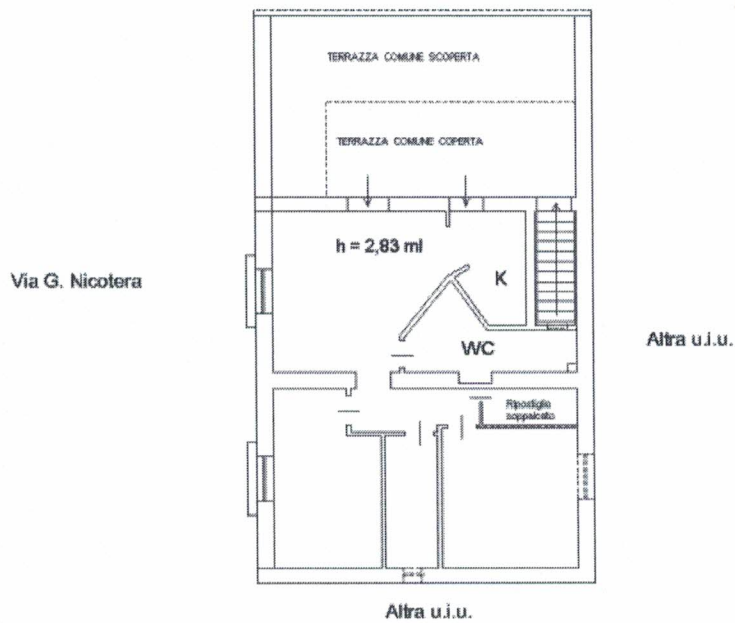 TERRAZZA COMUNE SCOPERTA
TERRAZZA COMUNE COPERTA
h = 2,83 ml
Via G. Nicotera
K
WC
Altra u.i.u.
Ripostiglio
soppalcato
Altra u.i.u.